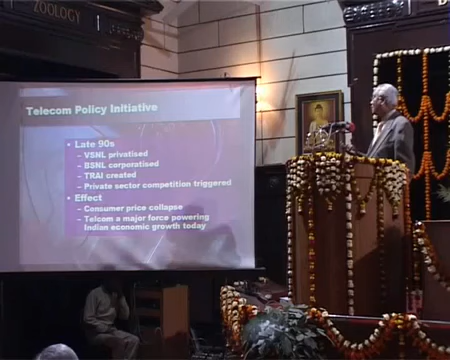 ZOOLOGY
Telecom Policy Initiative
• Late 90s
– VSNL privatised
– BSNL corporatised
– TRAI created
– Private sector competition triggered
• Effect
– Consumer price collapse
– Telcom a major force powering
Indian economic growth today